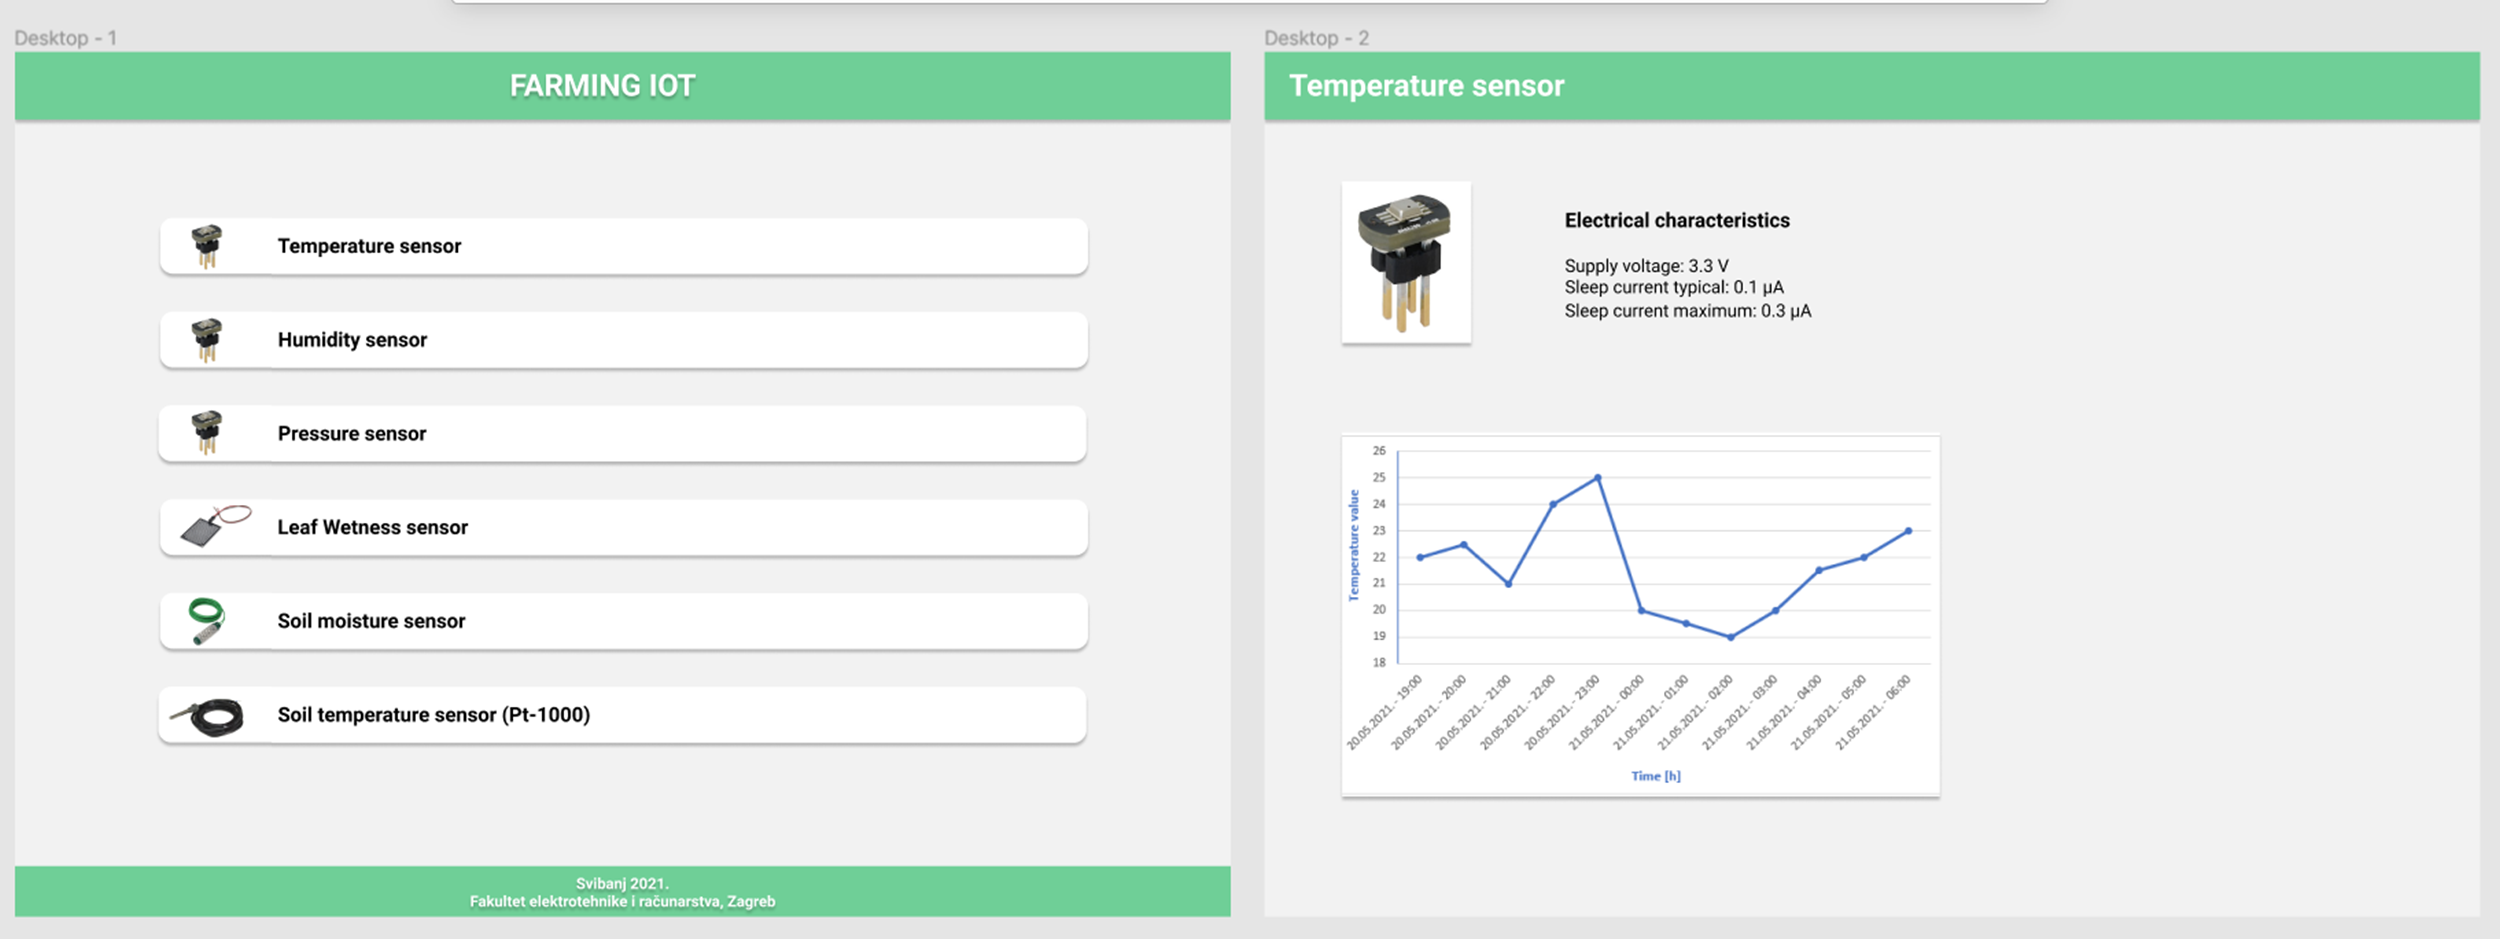 Desktop - 1
FARMING IOT
Temperature sensor
Humidity sensor
Pressure sensor
Leaf Wetness sensor
Soil moisture sensor
Soil temperature sensor (Pt-1000)
Svibanj 2021.
Fakultet elektrotehnike i računarstva, Zagreb
Desktop - 2
Temperature sensor
Electrical characteristics
Supply voltage: 3.3 V
Sleep current typical: 0.1 µA
Sleep current maximum: 0.3 µA
Temperature value
26
25
24
23
22
21
20
19
18
20.05.2021. - 19:00
20.05.2021. - 20:00
20.05.2021. - 21:00
20.05.2021. - 22:00
20.05.2021. - 23:00
21.05.2021. - 00:00
21.05.2021. - 01:00
21.05.2021. - 02:00
21.05.2021. - 03:00
21.05.2021. - 04:00
21.05.2021. - 05:00
21.05.2021. - 06:00
Time [h]